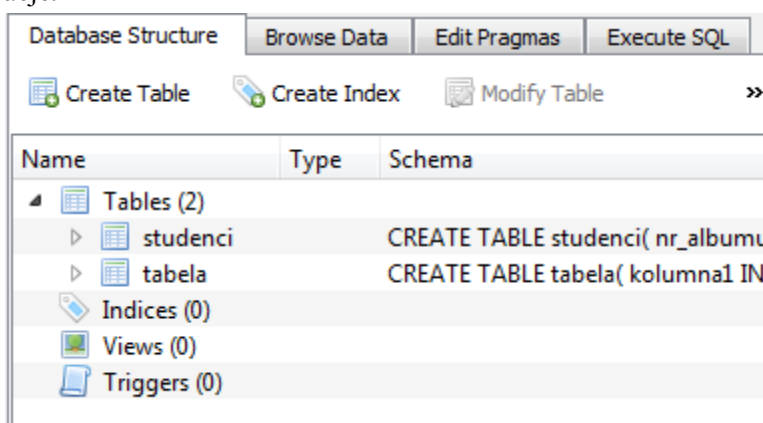 Database Structure Browse Data Edit Pragmas Execute SQL
Create Table Create Index Modify Table »
Name Type Schema
Tables (2)
studenci CREATE TABLE studenci( nr_albumu
tabela CREATE TABLE tabela( kolumna1 IN
Indices (0)
Views (0)
Triggers (0)